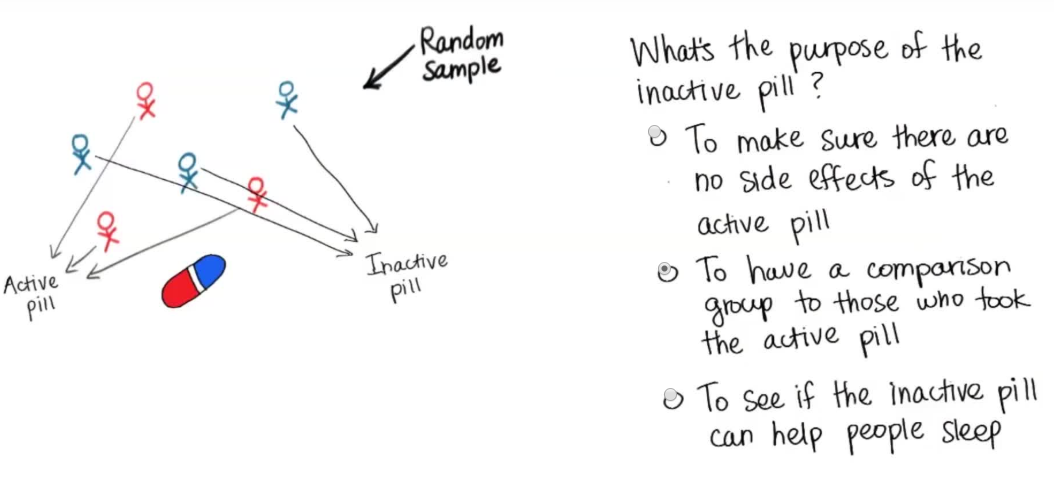 Random
Sample
Active
pill
Inactive
pill
What's the purpose of the
inactive pill?
To make sure there are
no side effects of the
active pill
To have a comparison
group to those who took
the active pill
To see if the inactive pill
can help people sleep